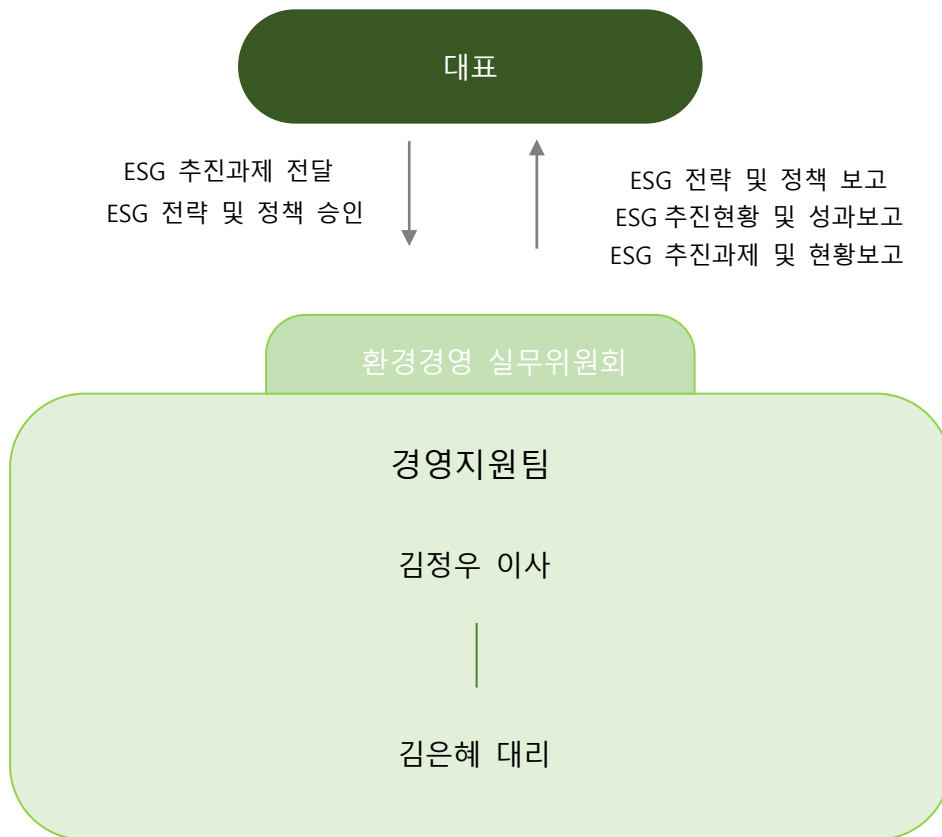 대표
ESG 추진과제 전달
ESG 전략 및 정책 승인
ESG 전략 및 정책 보고
ESG 추진현황 및 성과보고
ESG 추진과제 및 현황보고
환경경영 실무위원회
경영지원팀
김정우 이사
김은혜 대리